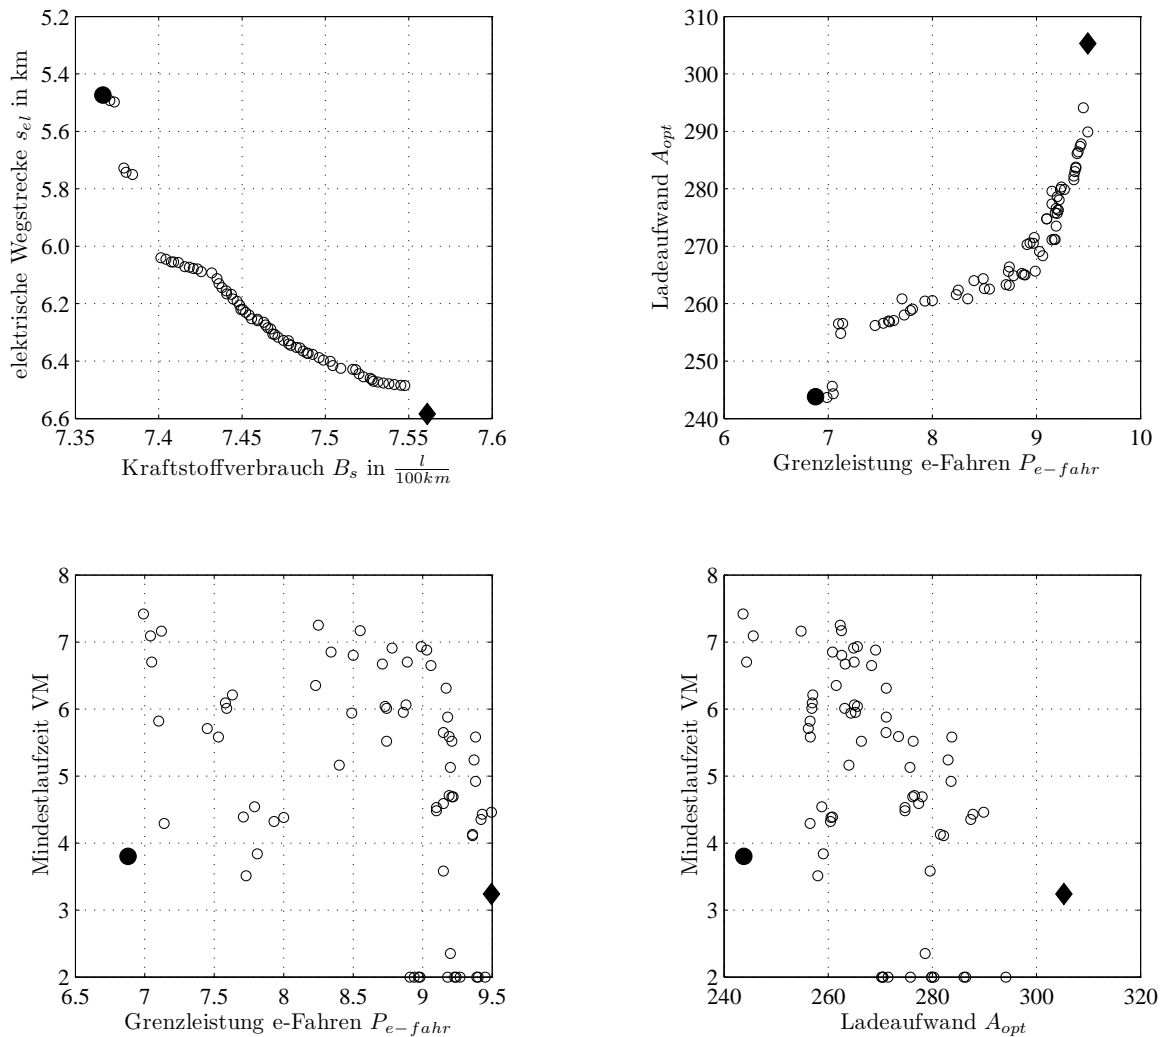 5.2
5.4
5.6
5.8
6.0
6.2
6.4
6.6
7.35 7.4 7.45 7.5 7.55 7.6
elektrische Wegstrecke s_el in km
Kraftstoffverbrauch B_s in l/100km
310
300
290
280
270
260
250
240
6 7 8 9 10
Ladeaufwand A_opt
Grenzleistung e-Fahren P_e−fahr
8
7
6
5
4
3
2
6.5 7 7.5 8 8.5 9 9.5
Mindestlaufzeit VM
Grenzleistung e-Fahren P_e−fahr
8
7
6
5
4
3
2
240 260 280 300 320
Mindestlaufzeit VM
Ladeaufwand A_opt